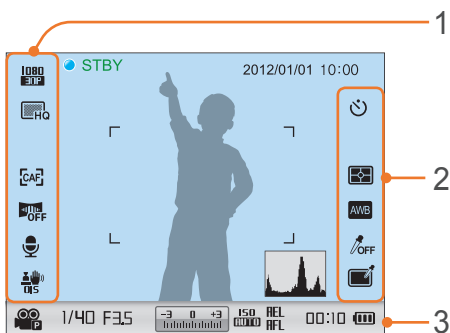 1
1080
30P
STBY
2012/01/01 10:00
HQ
CAF
OFF
OIS
2
AWB
OFF
P
1/40 F3.5
-3 0 +3
ISO AUTO
AEL AFL
00:10
3